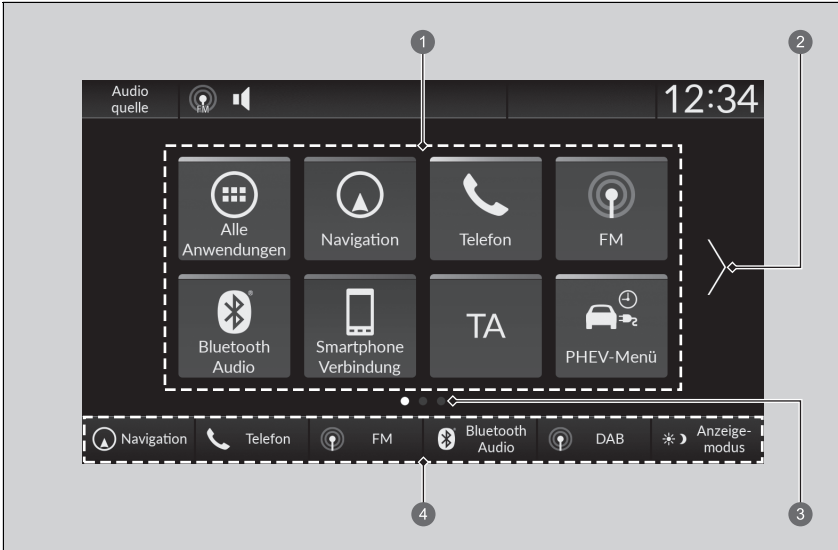 1
2
Audio
quelle
FM
12:34
Alle
Anwendungen
Navigation
Telefon
FM
Bluetooth
Audio
Smartphone
Verbindung
TA
PHEV-Menü
Navigation
Telefon
FM
Bluetooth
Audio
DAB
Anzeige-
modus
4
3